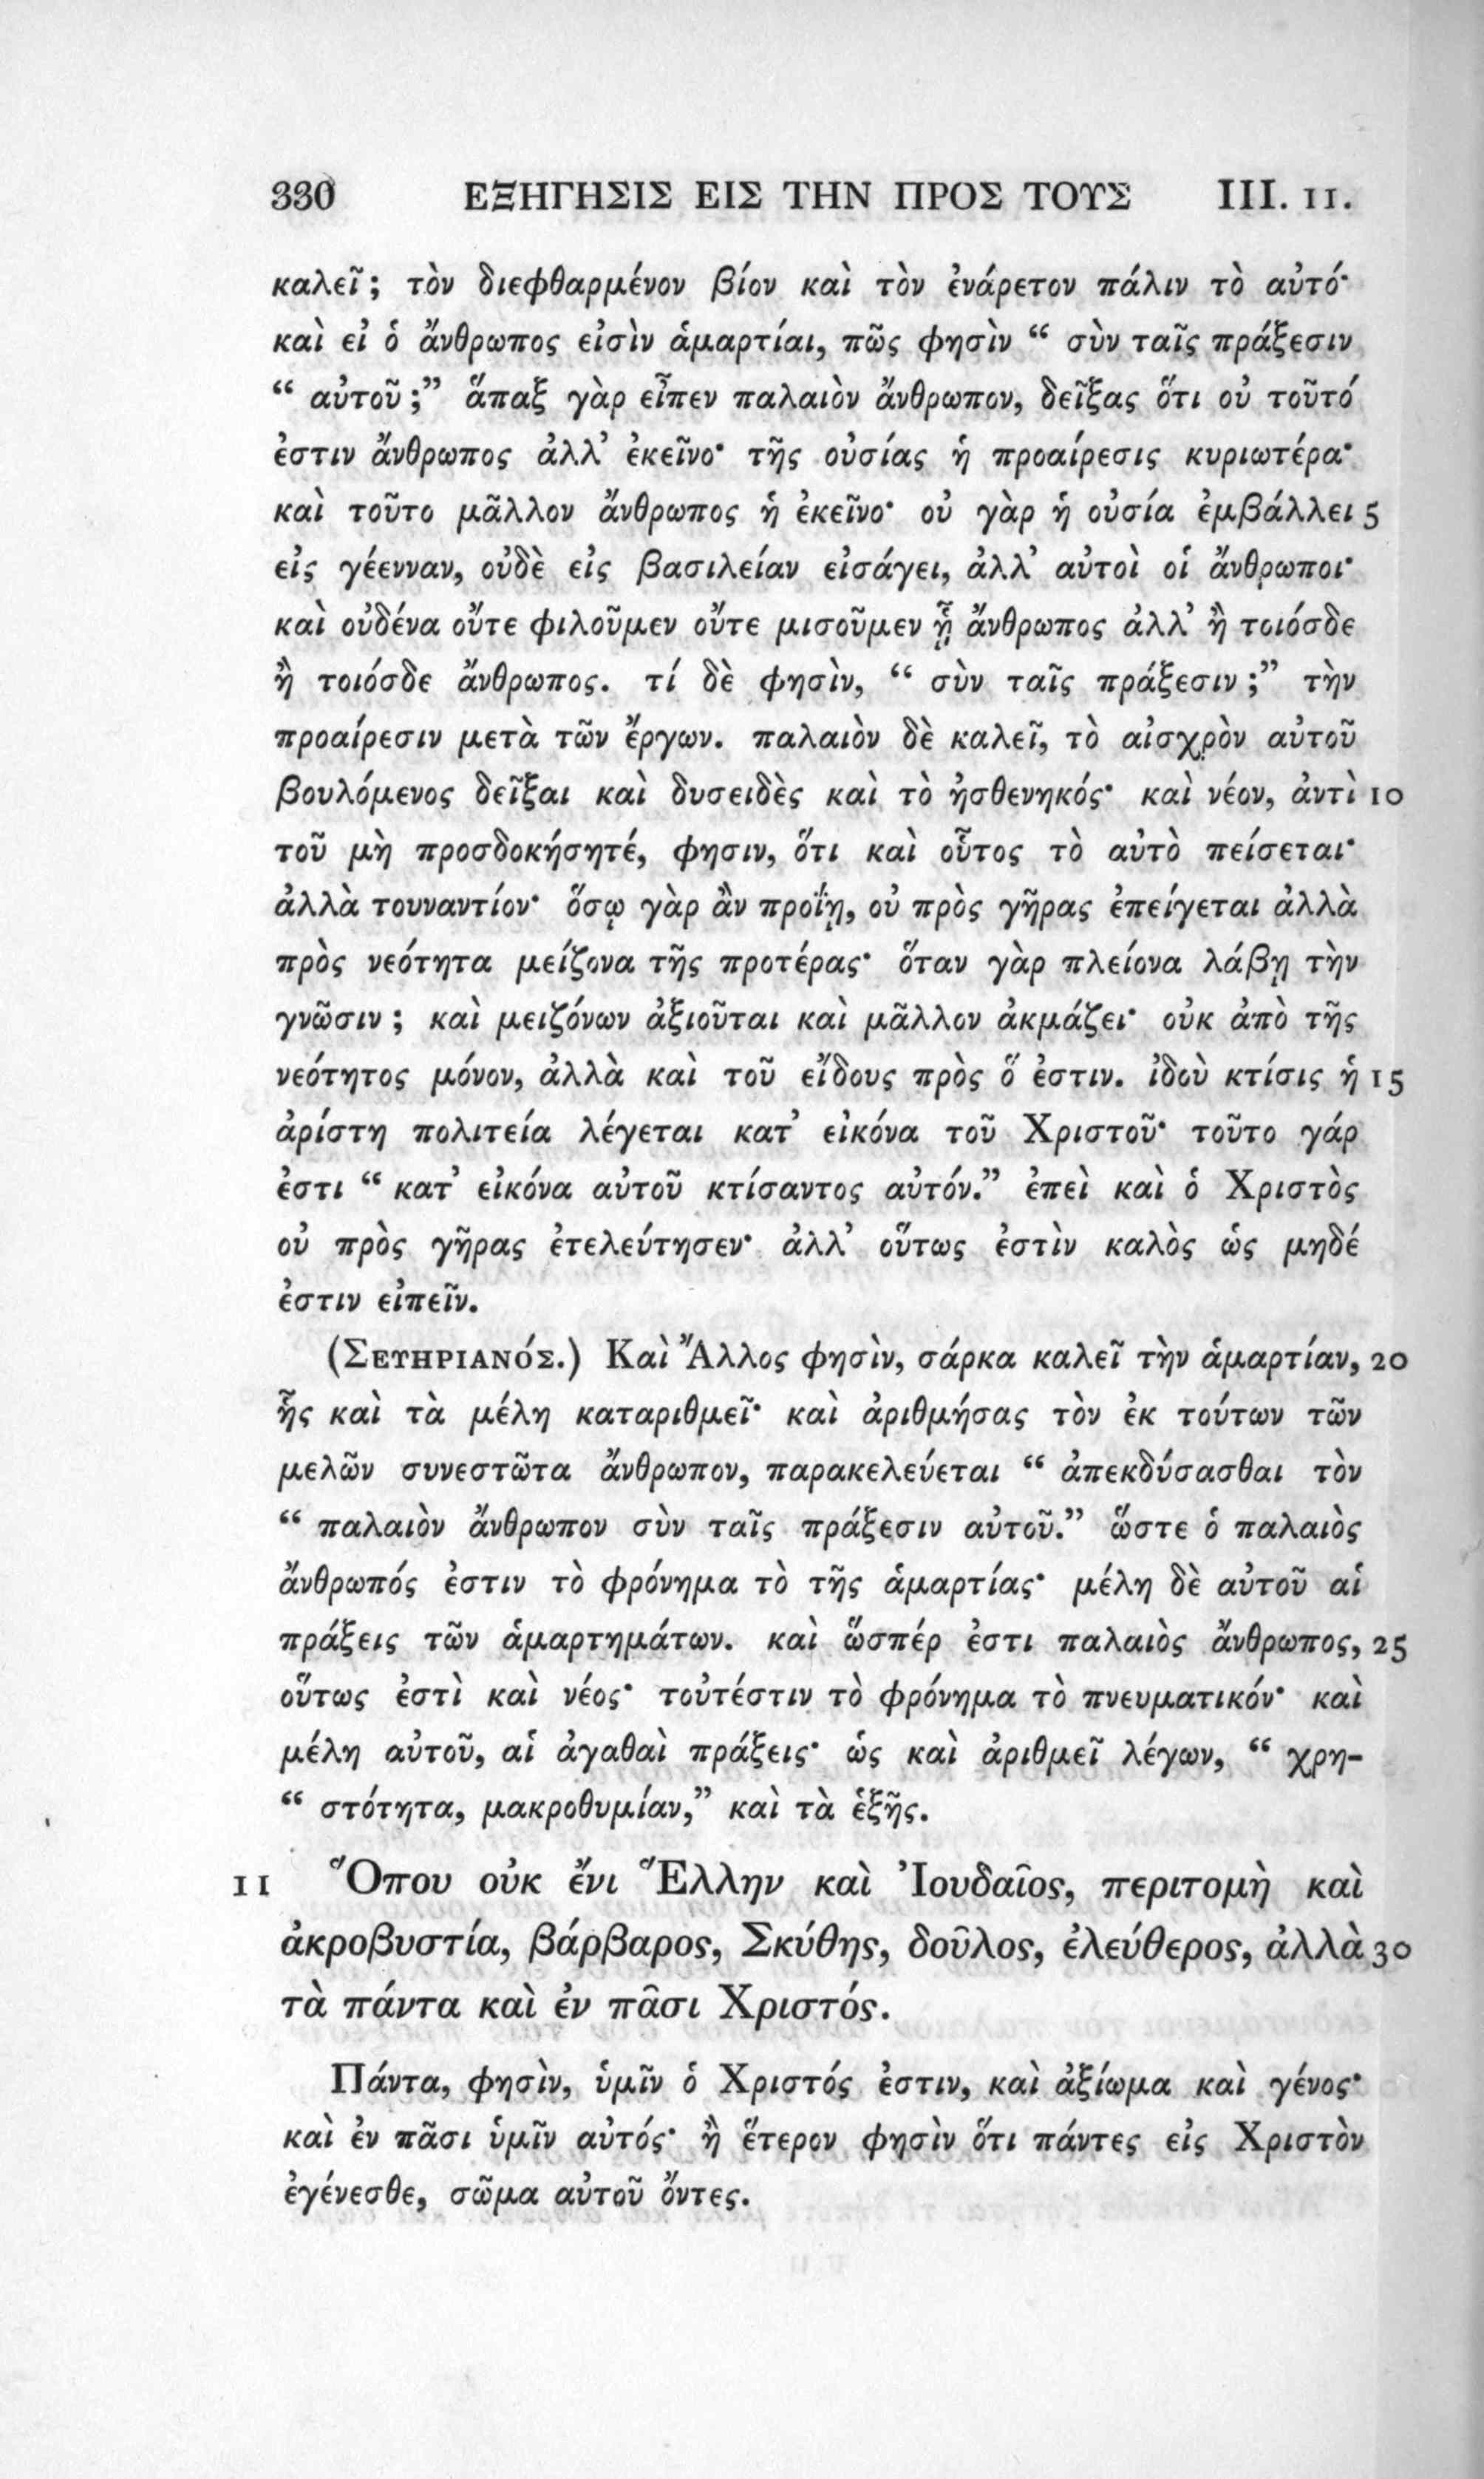 330 ΕΞΗΓΗΣΙΣ ΕΙΣ ΤΗΝ ΠΡΟΣ ΤΟΥΣ III. 11.
καλεῖ; τὸν διεφθαρμένον βίον καὶ τὸν ἐνάρετον πάλιν τὸ αὐτό·
καὶ εἰ ὁ ἄνθρωπος εἰσὶν ἁμαρτίαι, πῶς φησὶν “ σὺν ταῖς πράξεσιν
“ αὐτοῦ;” ἅπαξ γὰρ εἶπεν παλαιὸν ἄνθρωπον, δεῖξας ὅτι οὐ τοῦτό
ἐστιν ἄνθρωπος ἀλλ’ ἐκεῖνο· τῆς οὐσίας ἡ προαίρεσις κυριωτέρα·
καὶ τοῦτο μᾶλλον ἄνθρωπος ἡ ἐκεῖνο· οὐ γὰρ ἡ οὐσία ἐμβάλλει 5
εἰς γέενναν, οὐδὲ εἰς βασιλείαν εἰσάγει, ἀλλ’ αὐτοὶ οἱ ἄνθρωποι·
καὶ οὐδένα οὔτε φιλοῦμεν οὔτε μισοῦμεν ᾗ ἄνθρωπος ἀλλ’ ἢ τοιόσδε
ἢ τοιόσδε ἄνθρωπος. τί δὲ φησὶν, “ σὺν ταῖς πράξεσιν;” τὴν
προαίρεσιν μετὰ τῶν ἔργων. παλαιὸν δὲ καλεῖ, τὸ αἰσχρὸν αὐτοῦ
βουλόμενος δεῖξαι καὶ δυσειδὲς καὶ τὸ ἠσθενηκός· καὶ νέον, ἀντὶ 10
τοῦ μὴ προσδοκήσητέ, φησιν, ὅτι καὶ οὗτος τὸ αὐτὸ πείσεται·
ἀλλὰ τουναντίον· ὅσῳ γὰρ ἂν προΐῃ, οὐ πρὸς γῆρας ἐπείγεται ἀλλὰ
πρὸς νεότητα μείζονα τῆς προτέρας· ὅταν γὰρ πλείονα λάβῃ τὴν
γνῶσιν; καὶ μειζόνων ἀξιοῦται καὶ μᾶλλον ἀκμάζει· οὐκ ἀπὸ τῆς
νεότητος μόνον, ἀλλὰ καὶ τοῦ εἴδους πρὸς ὅ ἐστιν. ἰδοὺ κτίσις ἡ 15
ἀρίστη πολιτεία λέγεται κατ’ εἰκόνα τοῦ Χριστοῦ· τοῦτο γάρ
ἐστι “ κατ’ εἰκόνα αὐτοῦ κτίσαντος αὐτόν.” ἐπεὶ καὶ ὁ Χριστὸς
οὐ πρὸς γῆρας ἐτελεύτησεν· ἀλλ’ οὕτως ἐστὶν καλὸς ὡς μηδέ
ἐστιν εἰπεῖν.
(Σευηριανός.) Καὶ Ἄλλος φησὶν, σάρκα καλεῖ τὴν ἁμαρτίαν, 20
ἧς καὶ τὰ μέλη καταριθμεῖ· καὶ ἀριθμήσας τὸν ἐκ τούτων τῶν
μελῶν συνεστῶτα ἄνθρωπον, παρακελεύεται “ ἀπεκδύσασθαι τὸν
“ παλαιὸν ἄνθρωπον σὺν ταῖς πράξεσιν αὐτοῦ.” ὥστε ὁ παλαιὸς
ἄνθρωπός ἐστιν τὸ φρόνημα τὸ τῆς ἁμαρτίας· μέλη δὲ αὐτοῦ αἱ
πράξεις τῶν ἁμαρτημάτων. καὶ ὥσπέρ ἐστι παλαιὸς ἄνθρωπος, 25
οὕτως ἐστὶ καὶ νέος· τουτέστιν τὸ φρόνημα τὸ πνευματικόν· καὶ
μέλη αὐτοῦ, αἱ ἀγαθαὶ πράξεις· ὡς καὶ ἀριθμεῖ λέγων, “ χρη-
“ στότητα, μακροθυμίαν,” καὶ τὰ ἑξῆς.
11 Ὅπου οὐκ ἔνι Ἕλλην καὶ Ἰουδαῖος, περιτομὴ καὶ
ἀκροβυστία, βάρβαρος, Σκύθης, δοῦλος, ἐλεύθερος, ἀλλὰ 30
τὰ πάντα καὶ ἐν πᾶσι Χριστός.
Πάντα, φησὶν, ὑμῖν ὁ Χριστός ἐστιν, καὶ ἀξίωμα καὶ γένος·
καὶ ἐν πᾶσι ὑμῖν αὐτός· ἢ ἕτερον φησὶν ὅτι πάντες εἰς Χριστὸν
ἐγένεσθε, σῶμα αὐτοῦ ὄντες.